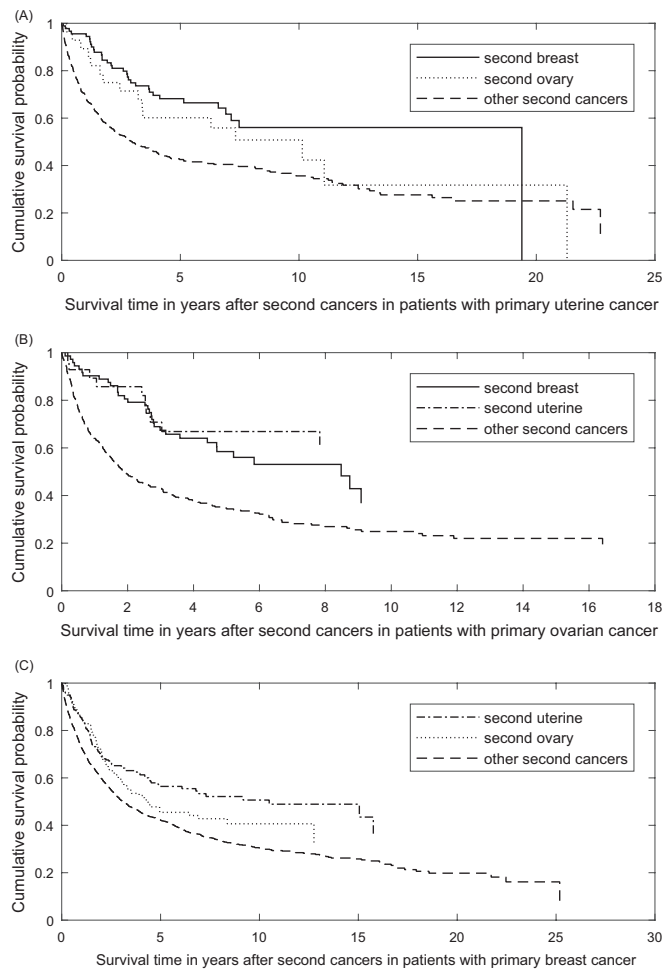 (A)
1
0.8
0.6
0.4
0.2
0
Cumulative survival probability
second breast
second ovary
other second cancers
0 5 10 15 20 25
Survival time in years after second cancers in patients with primary uterine cancer
(B)
1
0.8
0.6
0.4
0.2
0
Cumulative survival probability
second breast
second uterine
other second cancers
0 2 4 6 8 10 12 14 16 18
Survival time in years after second cancers in patients with primary ovarian cancer
(C)
1
0.8
0.6
0.4
0.2
0
Cumulative survival probability
second uterine
second ovary
other second cancers
0 5 10 15 20 25 30
Survival time in years after second cancers in patients with primary breast cancer